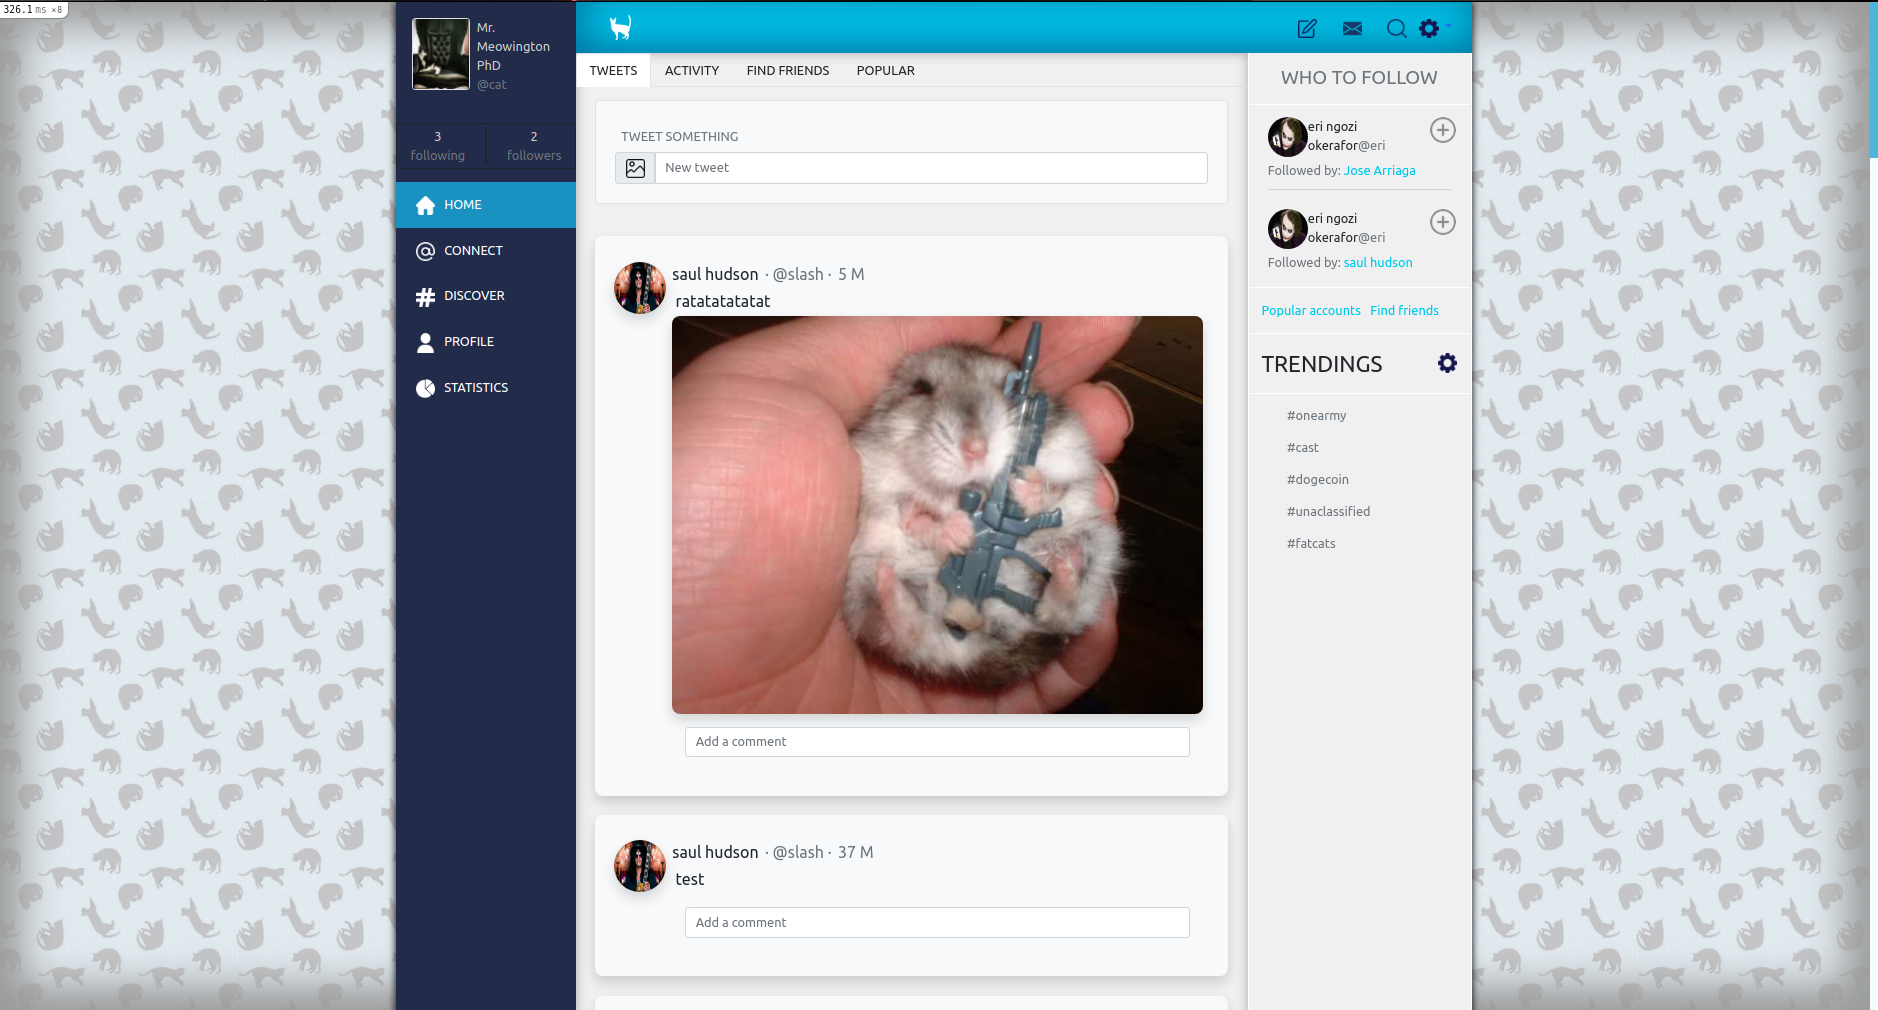 326.1 ms ×8
Mr.
Meowington
PhD
@cat
3
following
2
followers
HOME
CONNECT
DISCOVER
PROFILE
STATISTICS
TWEETS
ACTIVITY
FIND FRIENDS
POPULAR
TWEET SOMETHING
New tweet
saul hudson · @slash · 5 M
ratatatatatat
Add a comment
saul hudson · @slash · 37 M
test
Add a comment
WHO TO FOLLOW
eri ngozi
okerafor@eri
Followed by: Jose Arriaga
eri ngozi
okerafor@eri
Followed by: saul hudson
Popular accounts Find friends
TRENDINGS
#onearmy
#cast
#dogecoin
#unaclassified
#fatcats